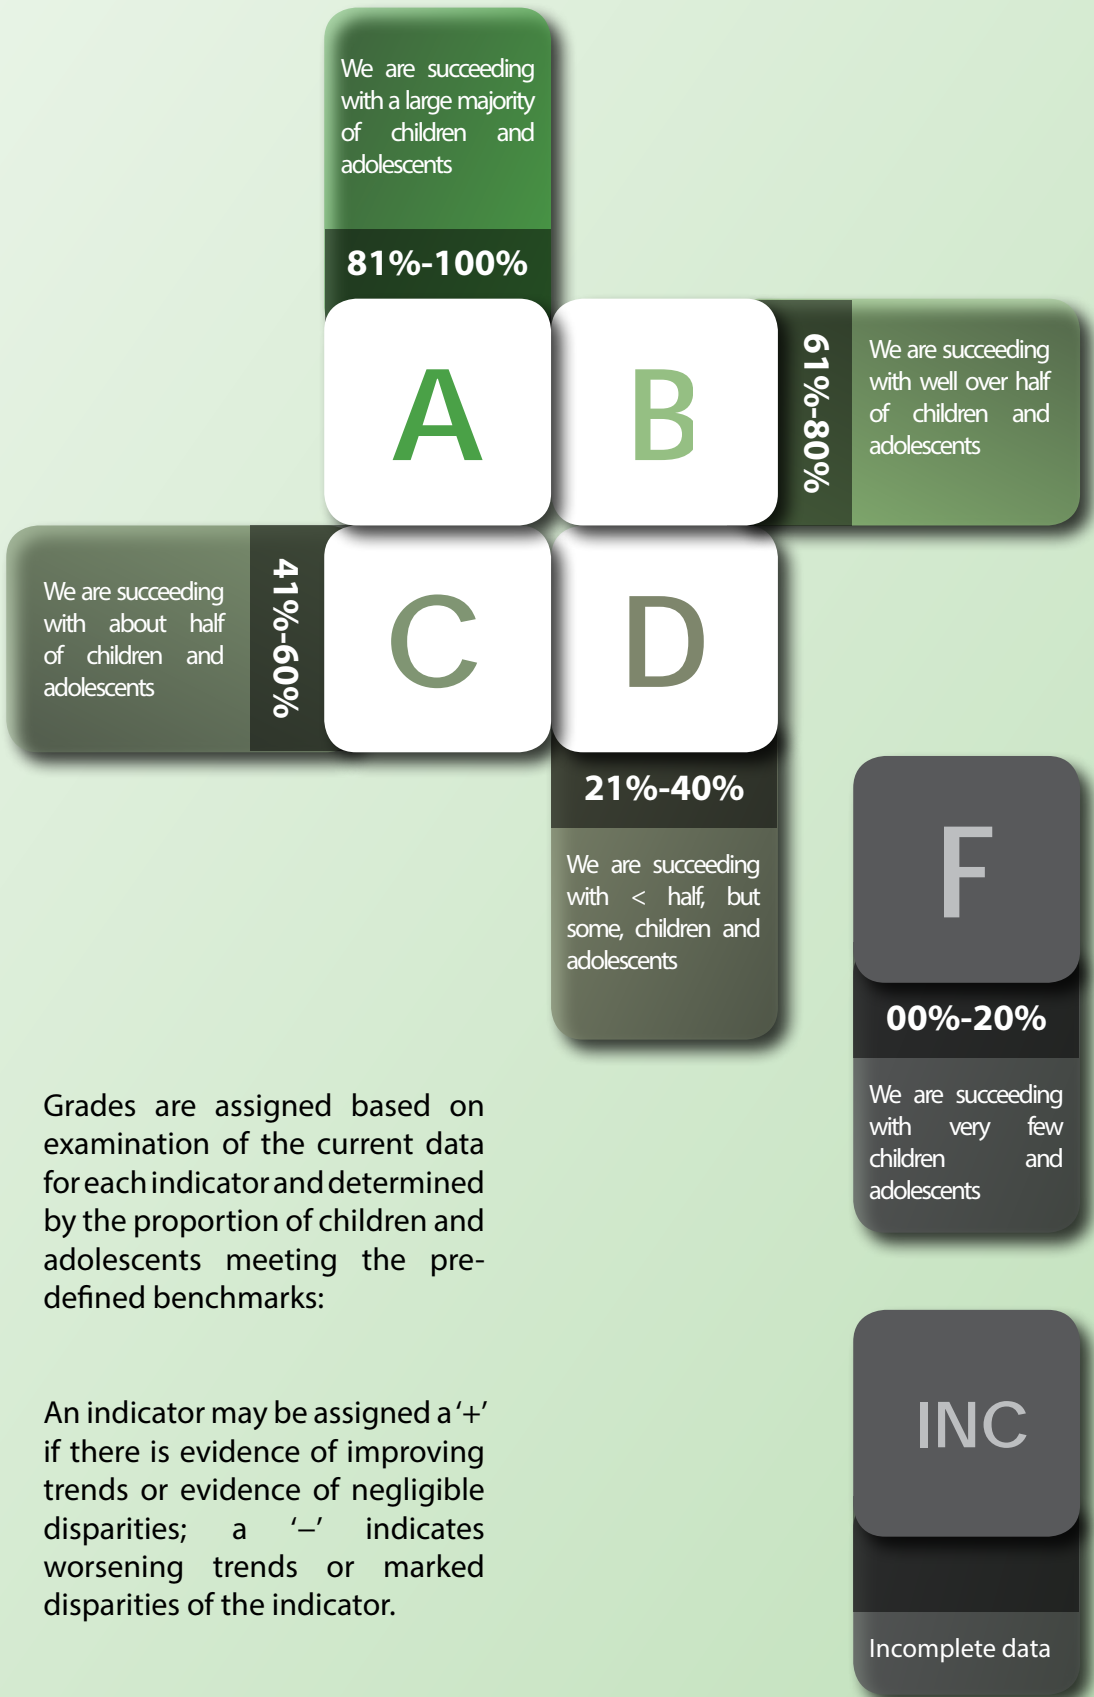 We are succeeding
with a large majority
of children and
adolescents
81%-100%
A
B
61%-80%
We are succeeding
with well over half
of children and
adolescents
We are succeeding
with about half
of children and
adolescents
41%-60%
C
D
21%-40%
We are succeeding
with < half, but
some, children and
adolescents
F
00%-20%
We are succeeding
with very few
children and
adolescents
Grades are assigned based on
examination of the current data
for each indicator and determined
by the proportion of children and
adolescents meeting the pre-
defined benchmarks:
An indicator may be assigned a ‘+’
if there is evidence of improving
trends or evidence of negligible
disparities; a ‘–’ indicates
worsening trends or marked
disparities of the indicator.
INC
Incomplete data